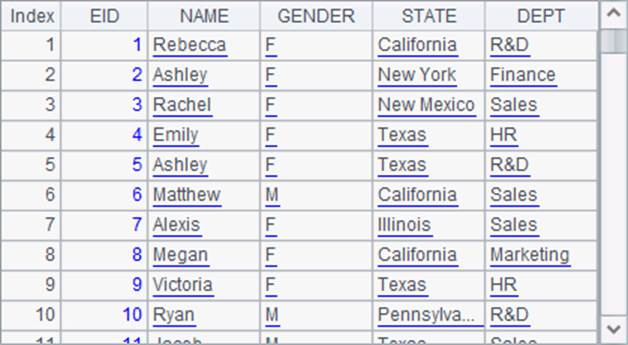 Index EID NAME GENDER STATE DEPT
1 1 Rebecca F California R&D
2 2 Ashley F New York Finance
3 3 Rachel F New Mexico Sales
4 4 Emily F Texas HR
5 5 Ashley F Texas R&D
6 6 Matthew M California Sales
7 7 Alexis F Illinois Sales
8 8 Megan F California Marketing
9 9 Victoria F Texas HR
10 10 Ryan M Pennsylva... R&D
11 11 Jacob M Texas Sales